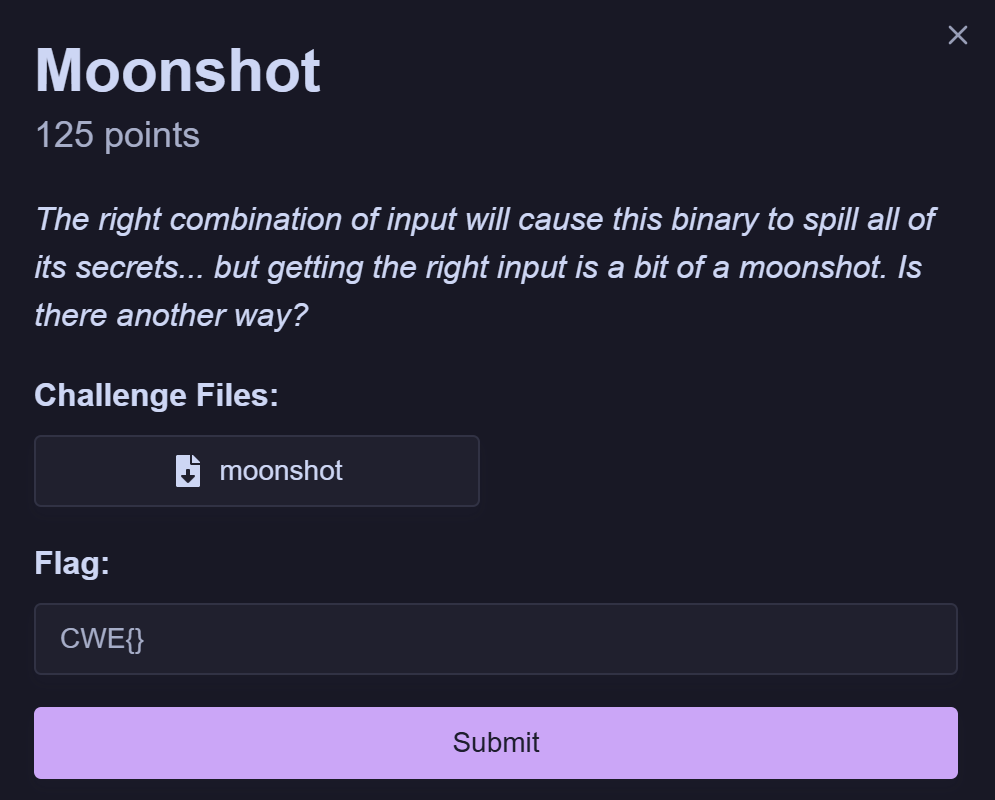 Moonshot
125 points
The right combination of input will cause this binary to spill all of
its secrets... but getting the right input is a bit of a moonshot. Is
there another way?
Challenge Files:
moonshot
Flag:
CWE{}
Submit